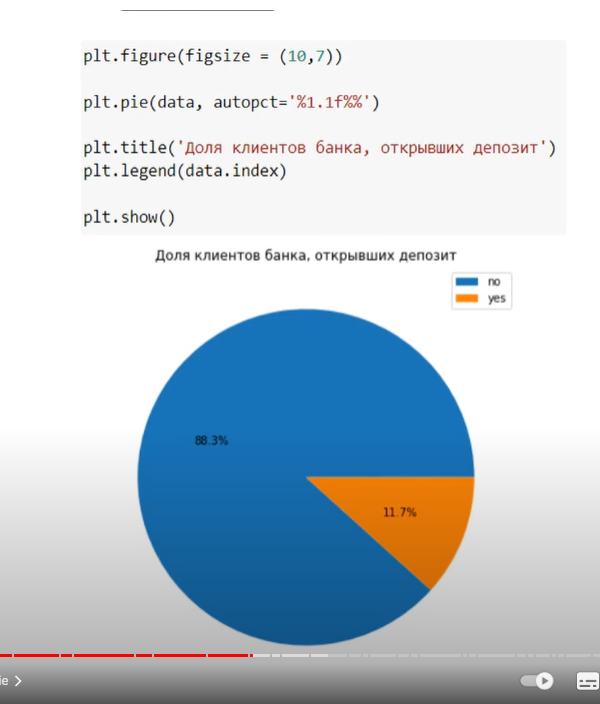 plt.figure(figsize = (10,7))
plt.pie(data, autopct='%1.1f%%')
plt.title('Доля клиентов банка, открывших депозит')
plt.legend(data.index)
plt.show()
Доля клиентов банка, открывших депозит
no
yes
88.3%
11.7%